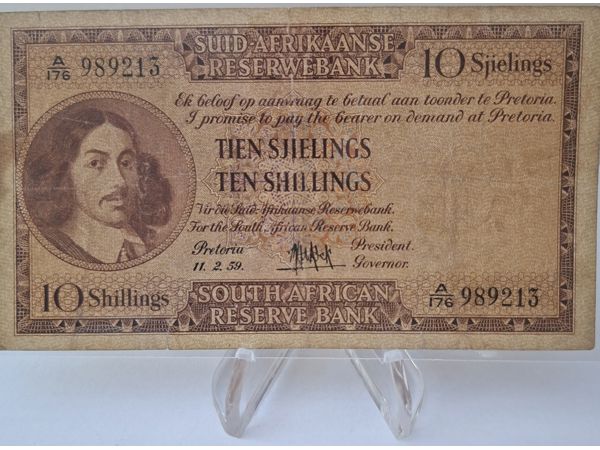 A/176 989213
SUID-AFRIKAANSE
RESERWEBANK
10 Sjielings
Ek beloof op aanvraag te betaal aan toonder te Pretoria.
I promise to pay the bearer on demand at Pretoria.
TIEN SJIELINGS
TEN SHILLINGS
Vir die Suid-Afrikaanse Reserwebank.
For the South African Reserve Bank.
Pretoria President.
11.2.59. Governor.
10 Shillings
SOUTH AFRICAN
RESERVE BANK
A/176 989213